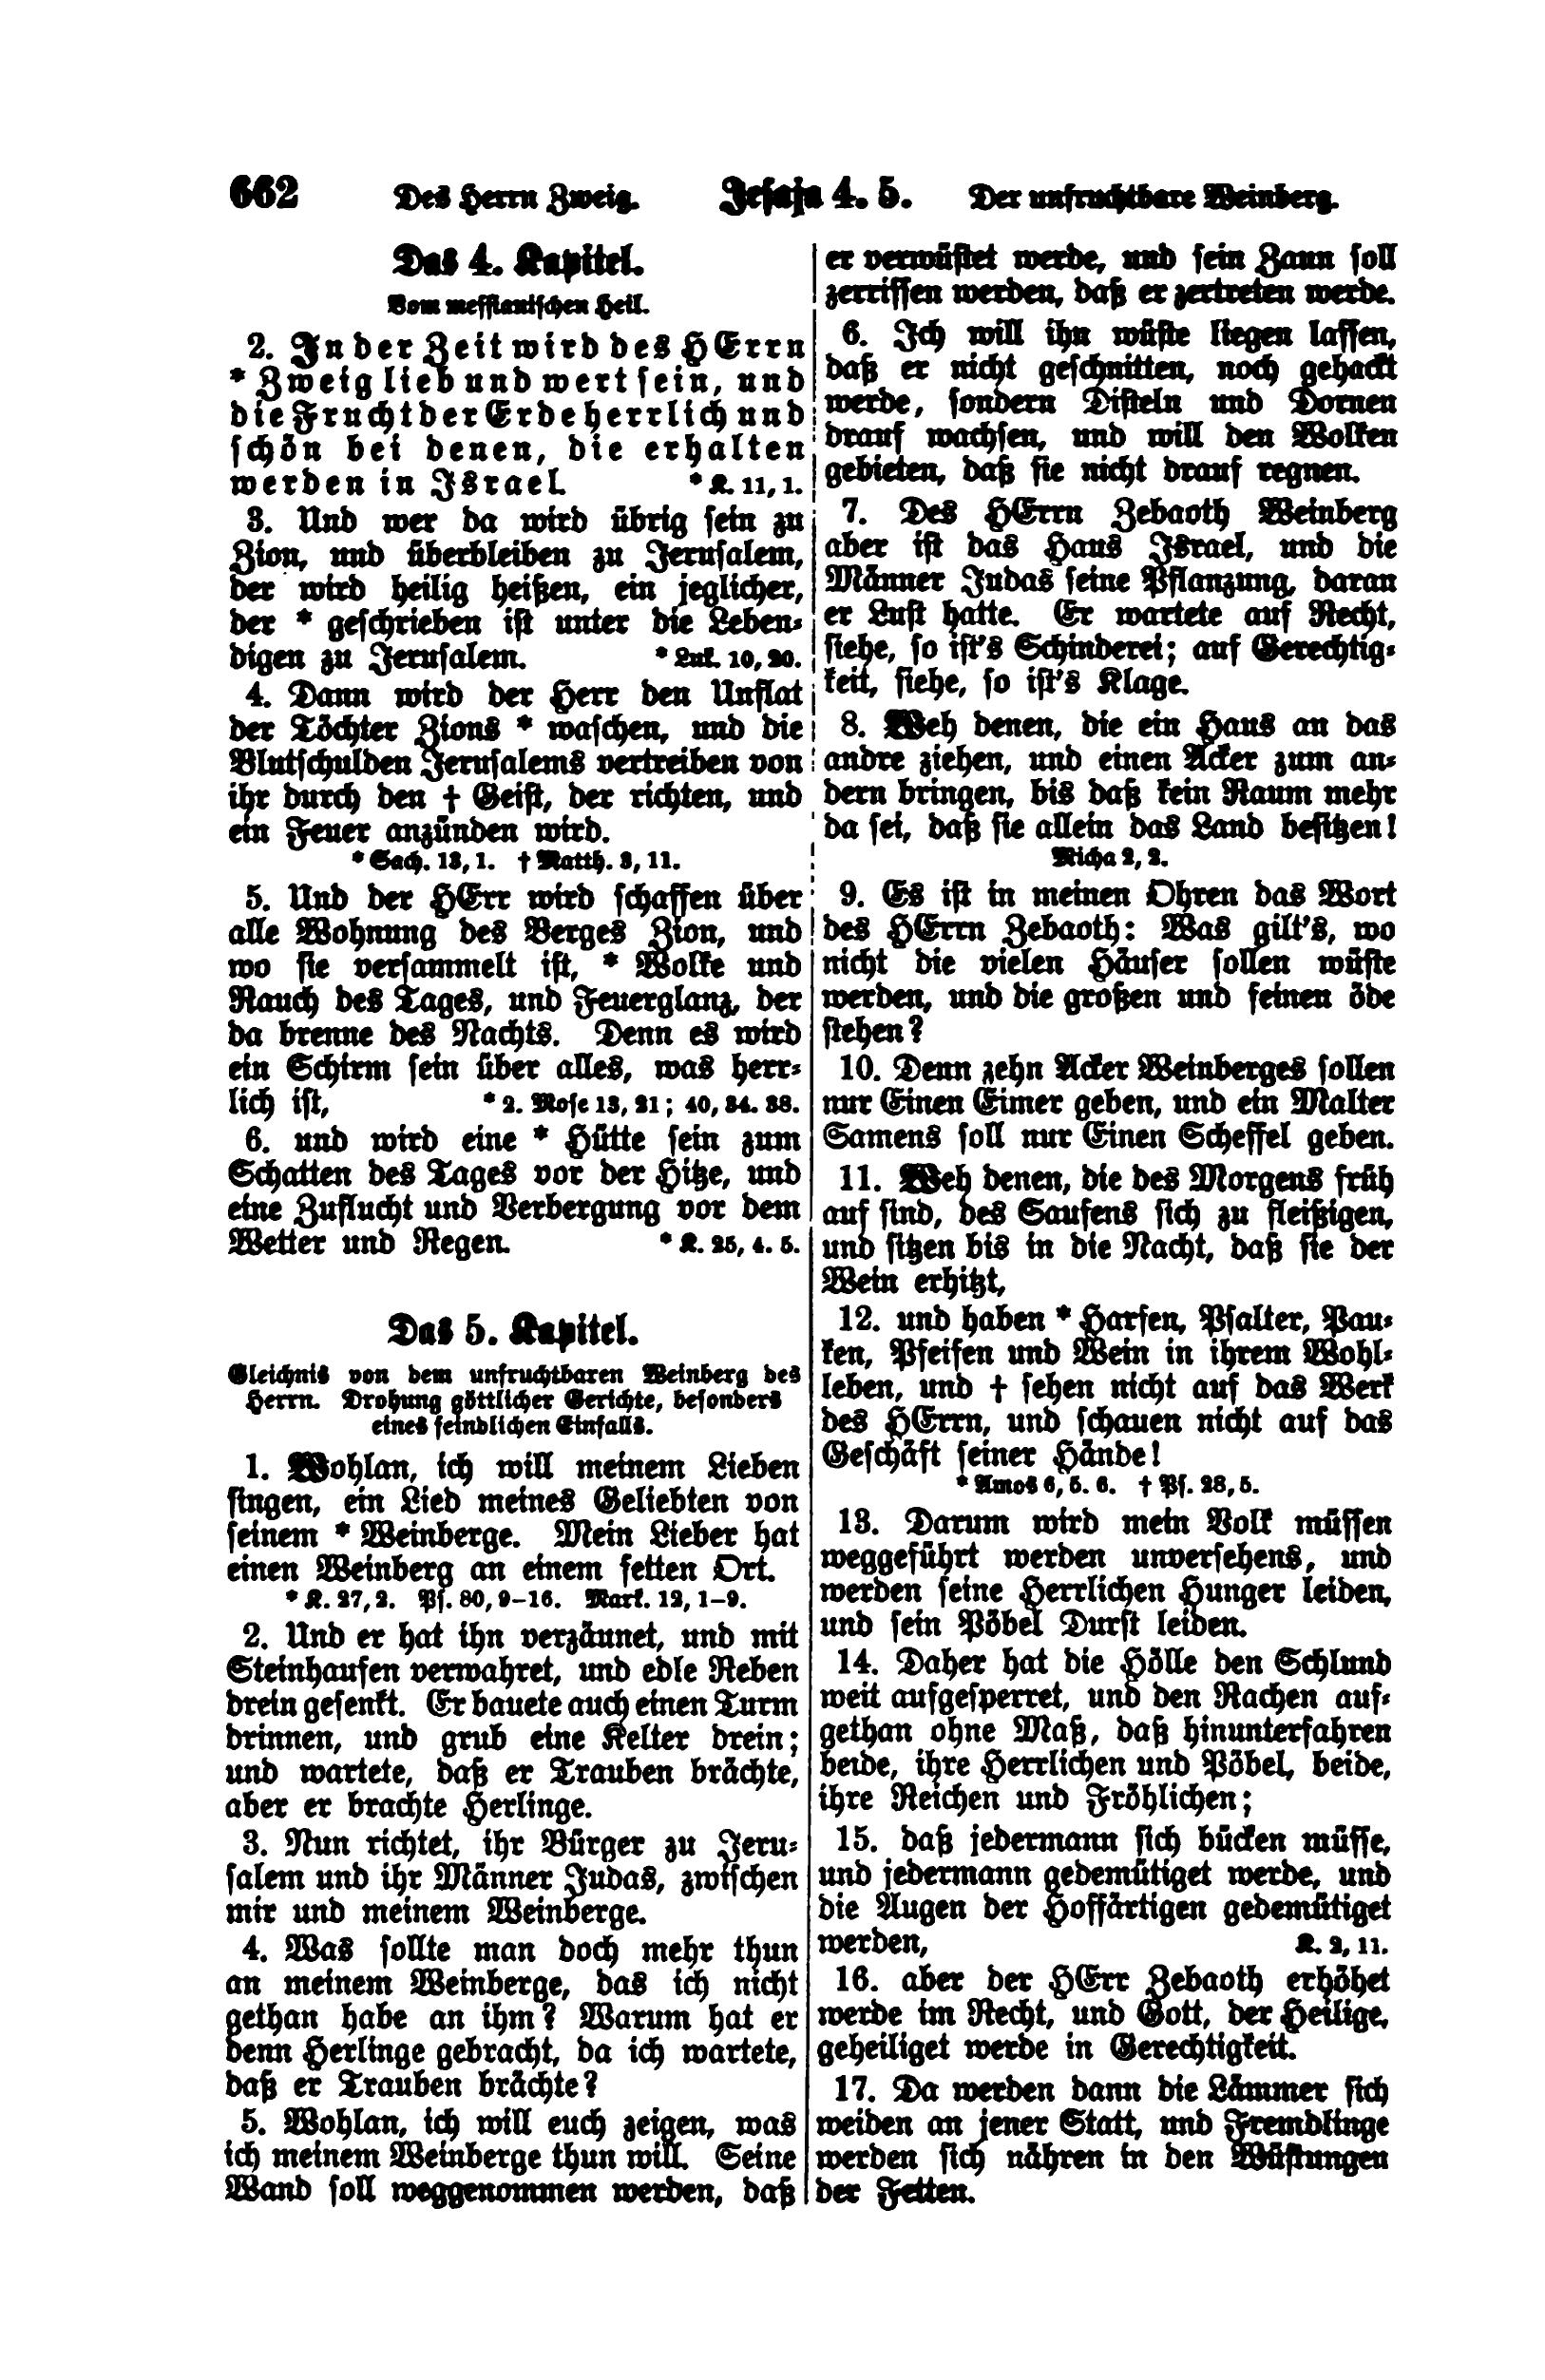 662 Des Herrn Zweig. Jesaja 4. 5. Der unfruchtbare Weinberg.
Das 4. Kapitel.
Vom messianischen Heil.
2. In der Zeit wird des HErrn
* Zweig lieb und wert sein, und
die Frucht der Erde herrlich und
schön bei denen, die erhalten
werden in Israel. * K. 11, 1.
3. Und wer da wird übrig sein zu
Zion, und überbleiben zu Jerusalem,
der wird heilig heißen, ein jeglicher,
der * geschrieben ist unter die Leben-
digen zu Jerusalem. * Luk. 10, 20.
4. Dann wird der Herr den Unflat
der Töchter Zions * waschen, und die
Blutschulden Jerusalems vertreiben von
ihr durch den † Geist, der richten, und
ein Feuer anzünden wird.
* Sach. 13, 1. † Matth. 3, 11.
5. Und der HErr wird schaffen über
alle Wohnung des Berges Zion, und
wo sie versammelt ist, * Wolke und
Rauch des Tages, und Feuerglanz, der
da brenne des Nachts. Denn es wird
ein Schirm sein über alles, was herr-
lich ist, * 2. Mose 13, 21; 40, 34. 38.
6. und wird eine * Hütte sein zum
Schatten des Tages vor der Hitze, und
eine Zuflucht und Verbergung vor dem
Wetter und Regen. * K. 25, 4. 5.
Das 5. Kapitel.
Gleichnis von dem unfruchtbaren Weinberg des
Herrn. Drohung göttlicher Gerichte, besonders
eines feindlichen Einfalls.
1. Wohlan, ich will meinem Lieben
singen, ein Lied meines Geliebten von
seinem * Weinberge. Mein Lieber hat
einen Weinberg an einem fetten Ort.
* K. 27, 2. Ps. 80, 9–16. Mark. 12, 1–9.
2. Und er hat ihn verzäunet, und mit
Steinhaufen verwahret, und edle Reben
drein gesenkt. Er bauete auch einen Turm
drinnen, und grub eine Kelter drein;
und wartete, daß er Trauben brächte,
aber er brachte Herlinge.
3. Nun richtet, ihr Bürger zu Jeru-
salem und ihr Männer Judas, zwischen
mir und meinem Weinberge.
4. Was sollte man doch mehr thun
an meinem Weinberge, das ich nicht
gethan habe an ihm? Warum hat er
denn Herlinge gebracht, da ich wartete,
daß er Trauben brächte?
5. Wohlan, ich will euch zeigen, was
ich meinem Weinberge thun will. Seine
Wand soll weggenommen werden, daß
er verwüstet werde, und sein Zaun soll
zerrissen werden, daß er zertreten werde.
6. Ich will ihn wüste liegen lassen,
daß er nicht geschnitten, noch gehackt
werde, sondern Disteln und Dornen
drauf wachsen, und will den Wolken
gebieten, daß sie nicht drauf regnen.
7. Des HErrn Zebaoth Weinberg
aber ist das Haus Israel, und die
Männer Judas seine Pflanzung, daran
er Lust hatte. Er wartete auf Recht,
siehe, so ist's Schinderei; auf Gerechtig-
keit, siehe, so ist's Klage.
8. Weh denen, die ein Haus an das
andre ziehen, und einen Acker zum an-
dern bringen, bis daß kein Raum mehr
da sei, daß sie allein das Land besitzen!
Micha 2, 2.
9. Es ist in meinen Ohren das Wort
des HErrn Zebaoth: Was gilt's, wo
nicht die vielen Häuser sollen wüste
werden, und die großen und feinen öde
stehen?
10. Denn zehn Acker Weinberges sollen
nur Einen Eimer geben, und ein Malter
Samens soll nur Einen Scheffel geben.
11. Weh denen, die des Morgens früh
auf sind, des Saufens sich zu fleißigen,
und sitzen bis in die Nacht, daß sie der
Wein erhitzt,
12. und haben * Harfen, Psalter, Pau-
ken, Pfeifen und Wein in ihrem Wohl-
leben, und † sehen nicht auf das Werk
des HErrn, und schauen nicht auf das
Geschäft seiner Hände!
* Amos 6, 5. 6. † Ps. 28, 5.
13. Darum wird mein Volk müssen
weggeführt werden unversehens, und
werden seine Herrlichen Hunger leiden,
und sein Pöbel Durst leiden.
14. Daher hat die Hölle den Schlund
weit aufgesperret, und den Rachen auf-
gethan ohne Maß, daß hinunterfahren
beide, ihre Herrlichen und Pöbel, beide,
ihre Reichen und Fröhlichen;
15. daß jedermann sich bücken müsse,
und jedermann gedemütiget werde, und
die Augen der Hoffärtigen gedemütiget
werden, K. 2, 11.
16. aber der HErr Zebaoth erhöhet
werde im Recht, und Gott, der Heilige,
geheiliget werde in Gerechtigkeit.
17. Da werden dann die Lämmer sich
weiden an jener Statt, und Fremdlinge
werden sich nähren in den Wüstungen
der Fetten.